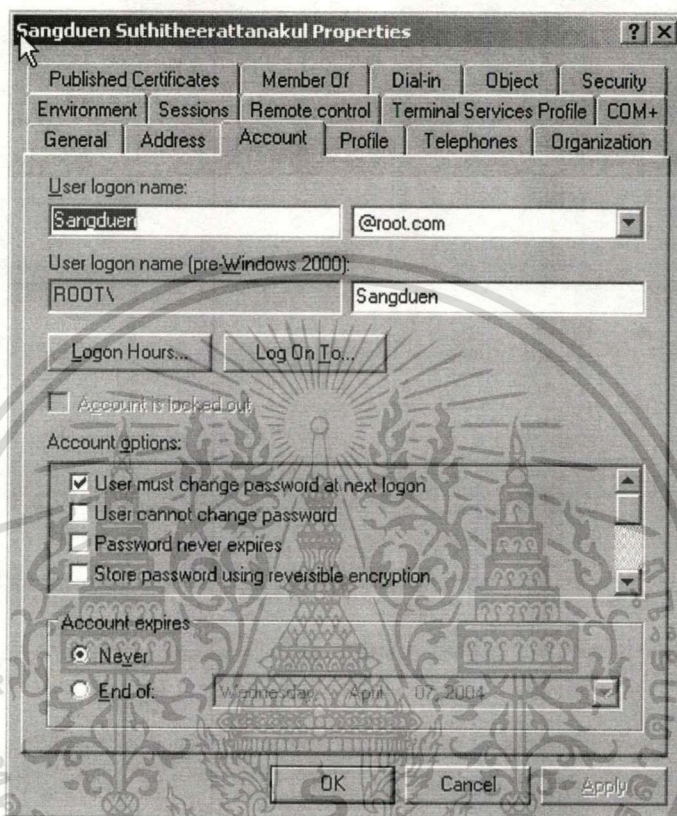 Sangduen Suthitheerattanakul Properties
Published Certificates Member Of Dial-in Object Security
Environment Sessions Remote control Terminal Services Profile COM+
General Address Account Profile Telephones Organization
User logon name:
Sangduen @root.com
User logon name (pre-Windows 2000):
ROOT\ Sangduen
Logon Hours... Log On To...
Account is locked out
Account options:
User must change password at next logon
User cannot change password
Password never expires
Store password using reversible encryption
Account expires
Never
End of: Wednesday, April 07, 2004
OK Cancel Apply